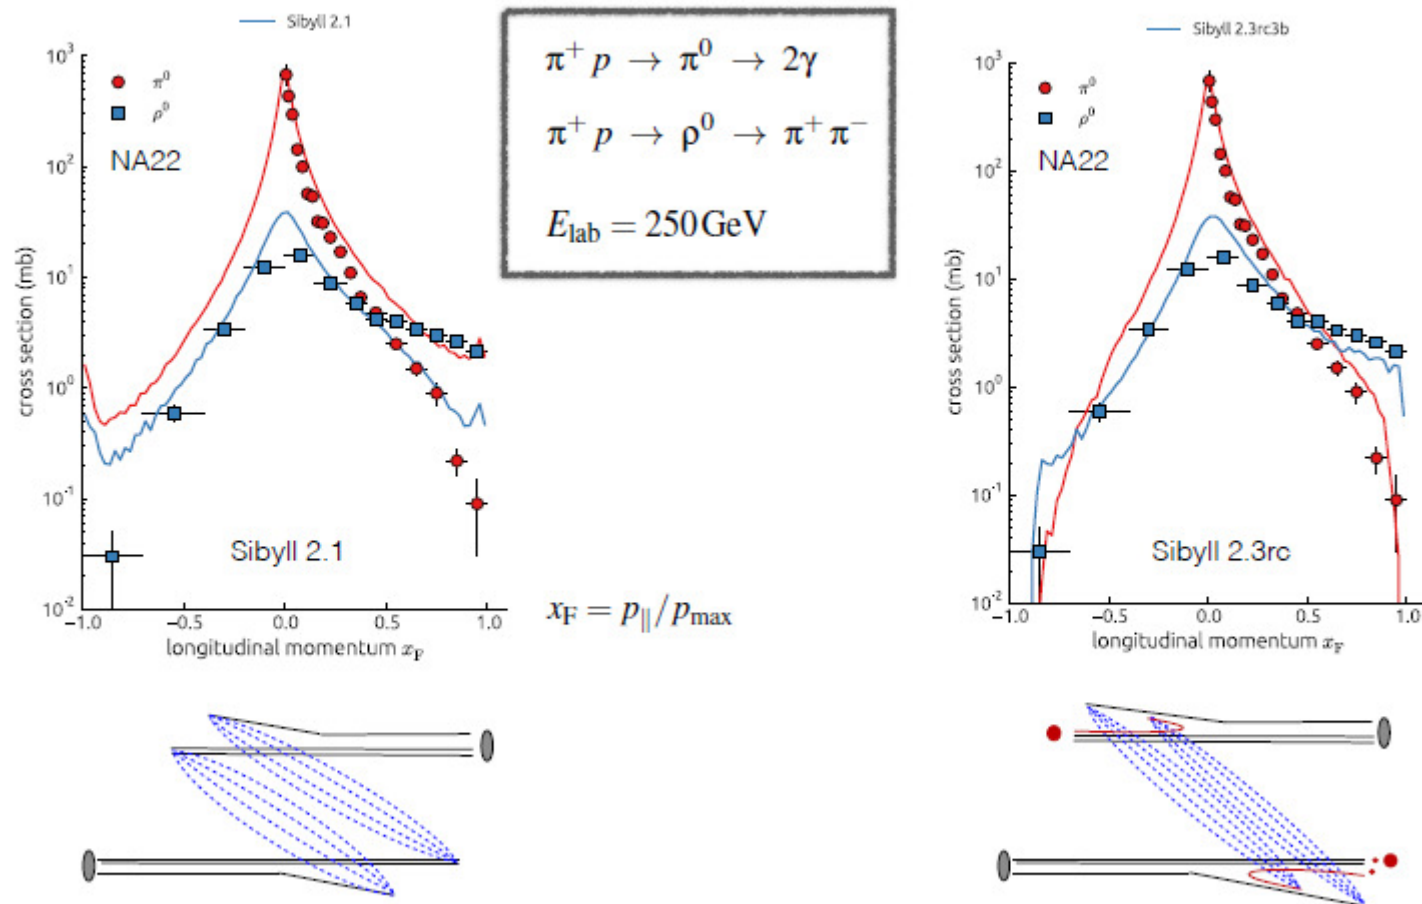 Sibyll 2.1
10³
10²
10¹
10⁰
10⁻¹
10⁻²
cross section (mb)
π⁰
ρ⁰
NA22
Sibyll 2.1
−1.0 −0.5 0.0 0.5 1.0
longitudinal momentum x_F
π⁺ p → π⁰ → 2γ
π⁺ p → ρ⁰ → π⁺ π⁻
E_lab = 250 GeV
x_F = p_∥/p_max
Sibyll 2.3rc3b
10³
10²
10¹
10⁰
10⁻¹
10⁻²
cross section (mb)
π⁰
ρ⁰
NA22
Sibyll 2.3rc
−1.0 −0.5 0.0 0.5 1.0
longitudinal momentum x_F